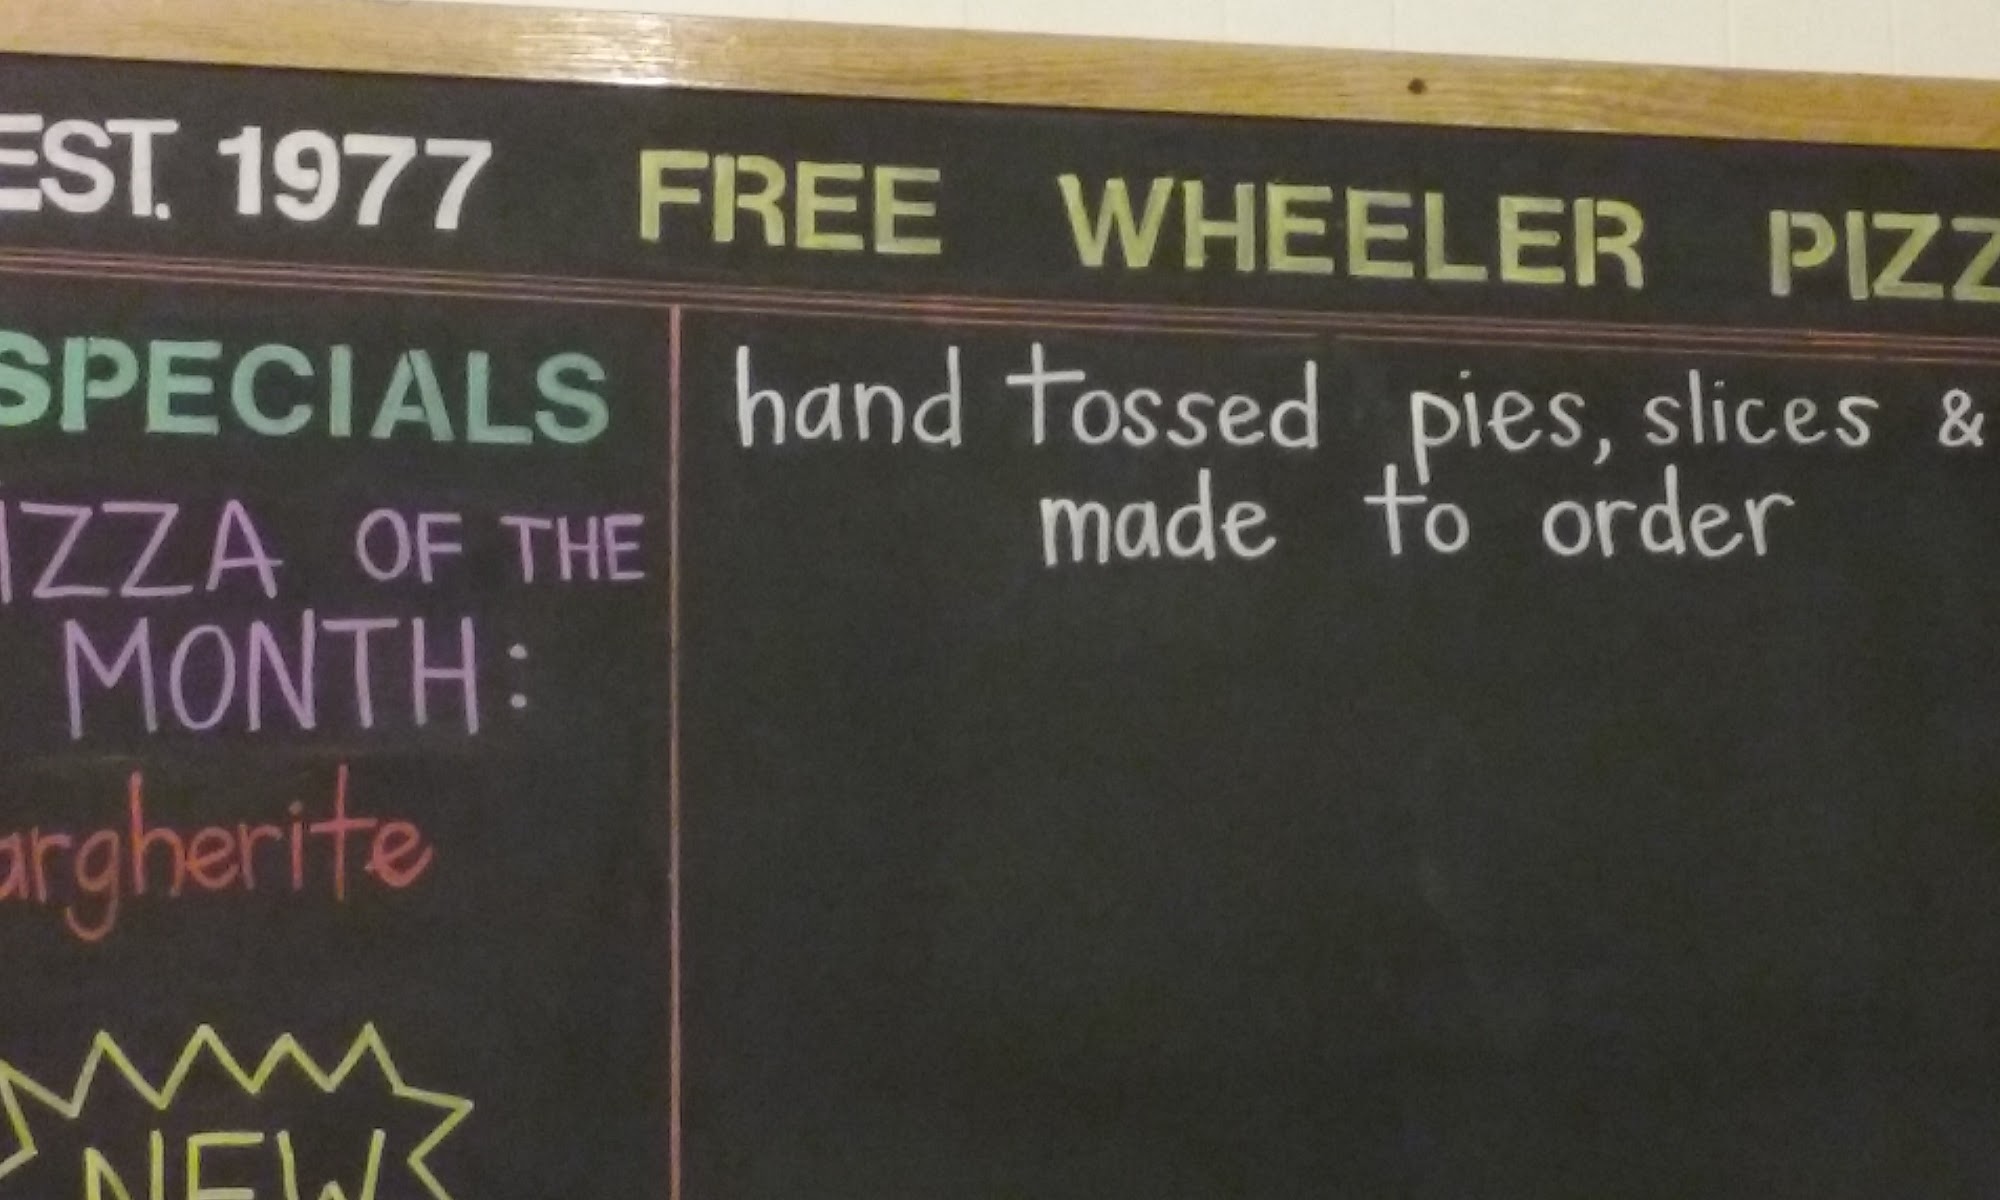 EST. 1977 FREE WHEELER PIZZ
SPECIALS
IZZA OF THE
MONTH:
argherite
NEW
hand tossed pies, slices &
made to order